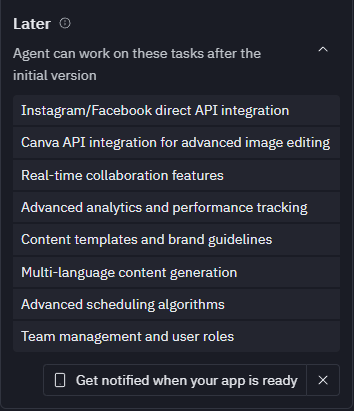 Later
Agent can work on these tasks after the
initial version
Instagram/Facebook direct API integration
Canva API integration for advanced image editing
Real-time collaboration features
Advanced analytics and performance tracking
Content templates and brand guidelines
Multi-language content generation
Advanced scheduling algorithms
Team management and user roles
Get notified when your app is ready